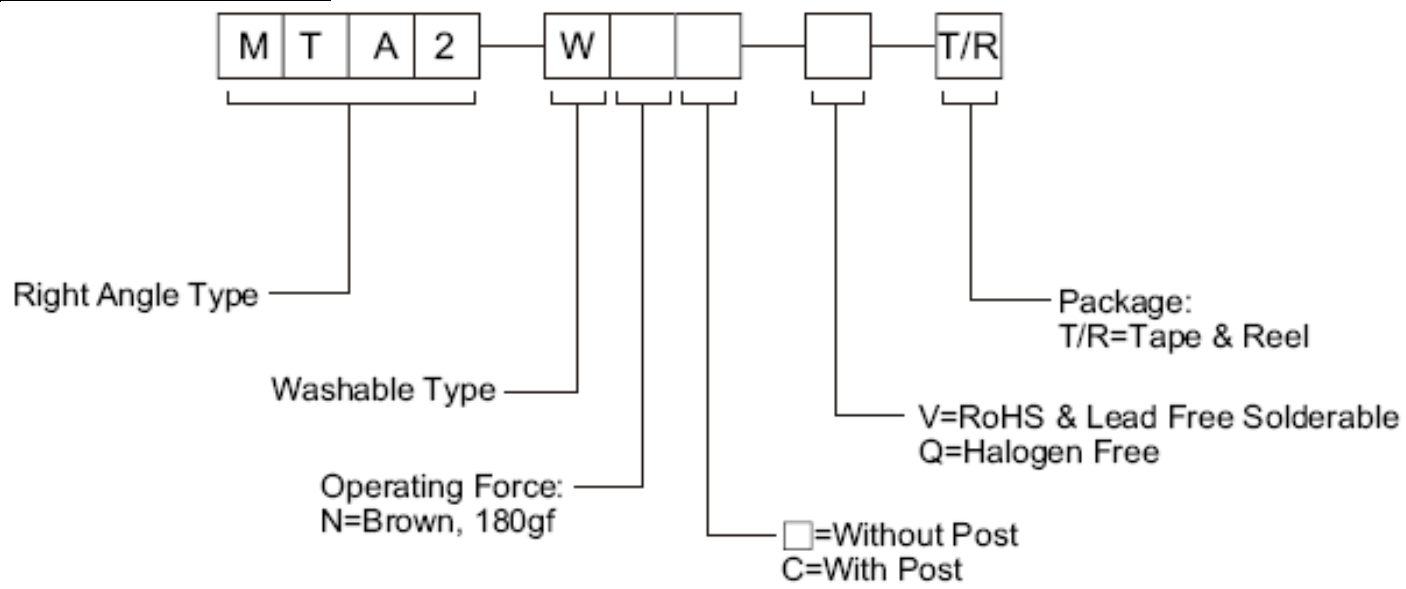 M T A 2 W T/R
Right Angle Type
Package:
T/R=Tape & Reel
Washable Type
V=RoHS & Lead Free Solderable
Q=Halogen Free
Operating Force:
N=Brown, 180gf
□=Without Post
C=With Post